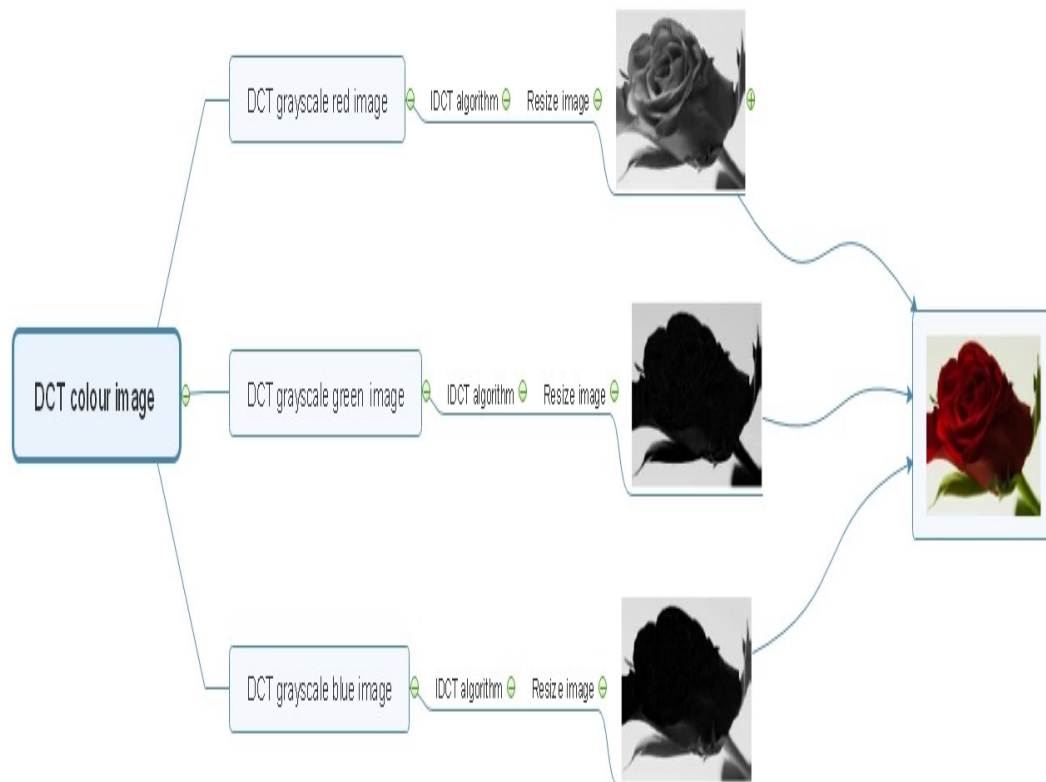 DCT grayscale red image
IDCT algorithm
Resize image
DCT colour image
DCT grayscale green image
IDCT algorithm
Resize image
DCT grayscale blue image
IDCT algorithm
Resize image